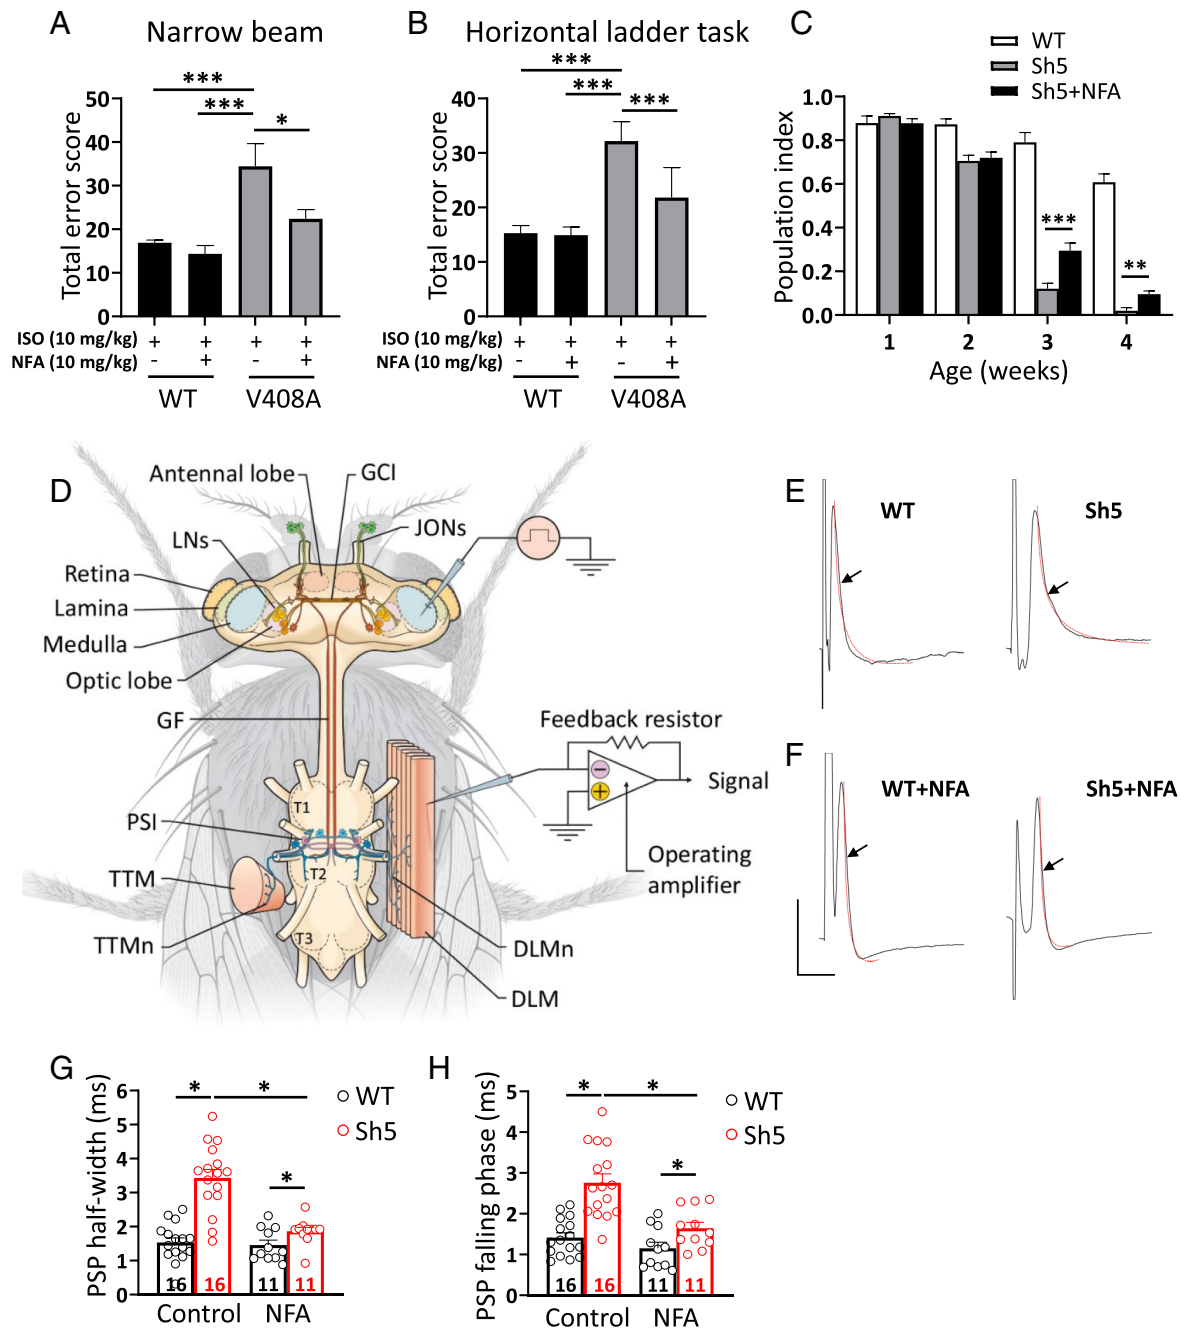 A
Narrow beam
***
***
*
Total error score
50
40
30
20
10
0
ISO (10 mg/kg) + + + +
NFA (10 mg/kg) - + - +
WT V408A
B
Horizontal ladder task
***
***
***
Total error score
40
30
20
10
0
ISO (10 mg/kg) + + + +
NFA (10 mg/kg) - + - +
WT V408A
C
WT
Sh5
Sh5+NFA
Population index
1.0
0.8
0.6
0.4
0.2
0.0
***
**
1 2 3 4
Age (weeks)
D
Antennal lobe
GCI
LNs
JONs
Retina
Lamina
Medulla
Optic lobe
GF
Feedback resistor
−
+
Signal
Operating
amplifier
T1
PSI
T2
TTM
TTMn
T3
DLMn
DLM
E
WT
Sh5
F
WT+NFA
Sh5+NFA
G
PSP half-width (ms)
6
5
4
3
2
1
0
* *
*
WT
Sh5
16 16 11 11
Control NFA
H
PSP falling phase (ms)
5
4
3
2
1
0
* *
*
WT
Sh5
16 16 11 11
Control NFA